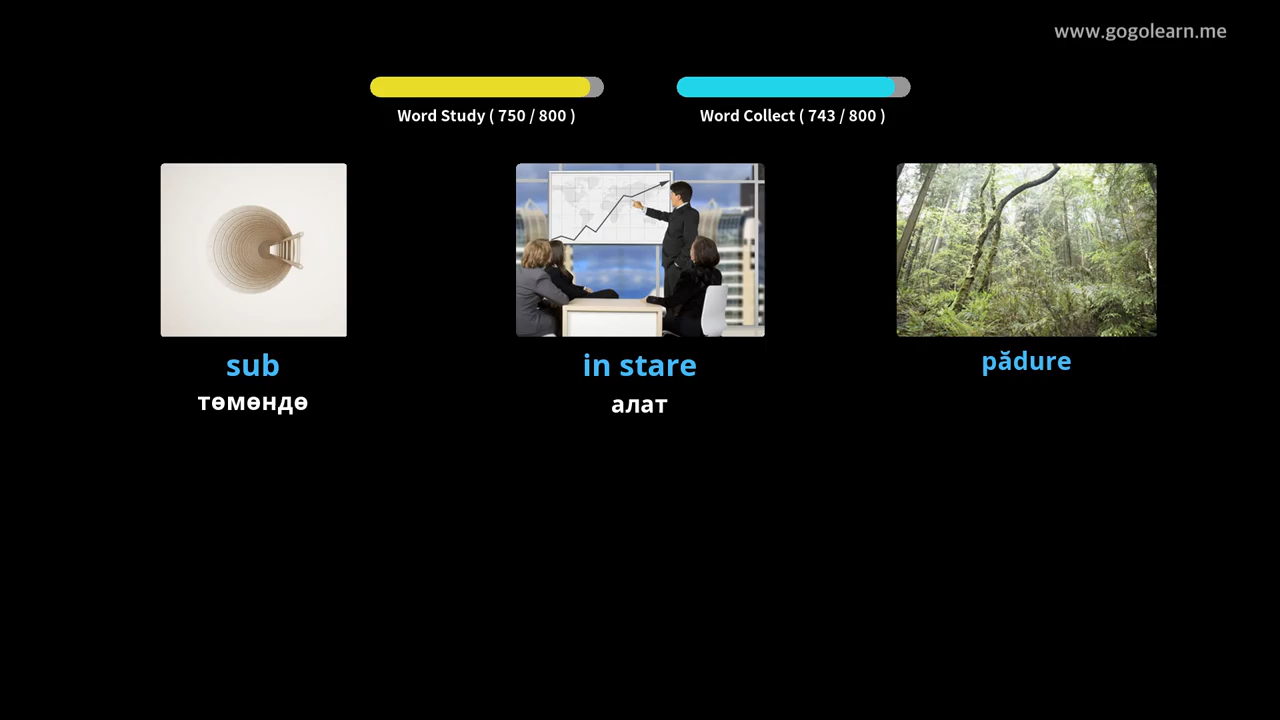 www.gogolearn.me
Word Study ( 750 / 800 )
Word Collect ( 743 / 800 )
sub
төмөндө
in stare
алат
pădure